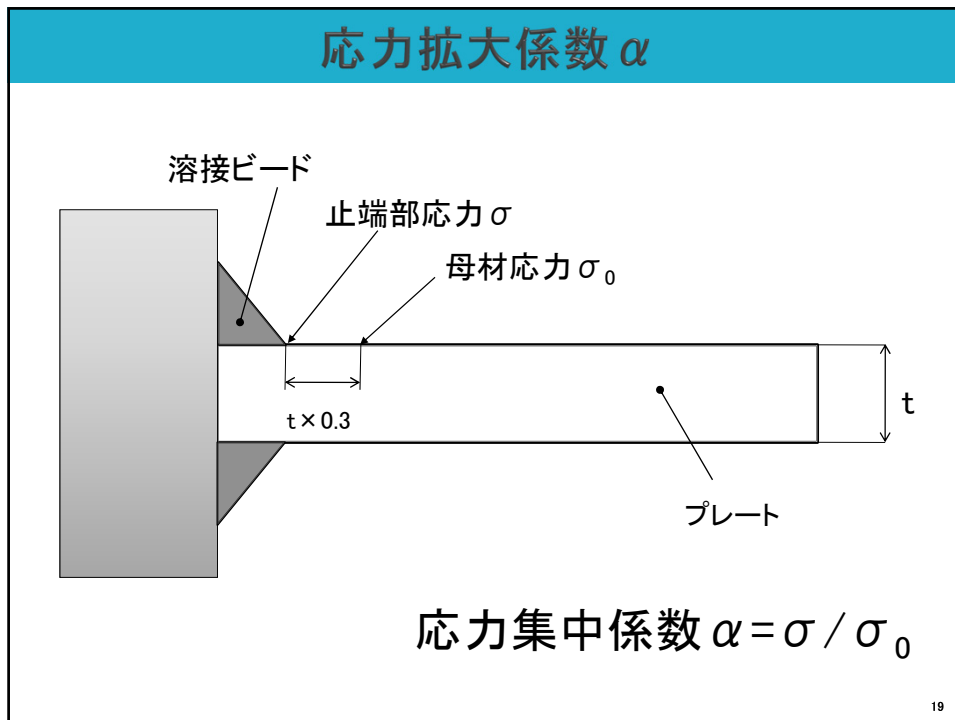 応力拡大係数α
溶接ビード
止端部応力σ
母材応力σ0
t×0.3
t
プレート
応力集中係数α=σ/σ0
19